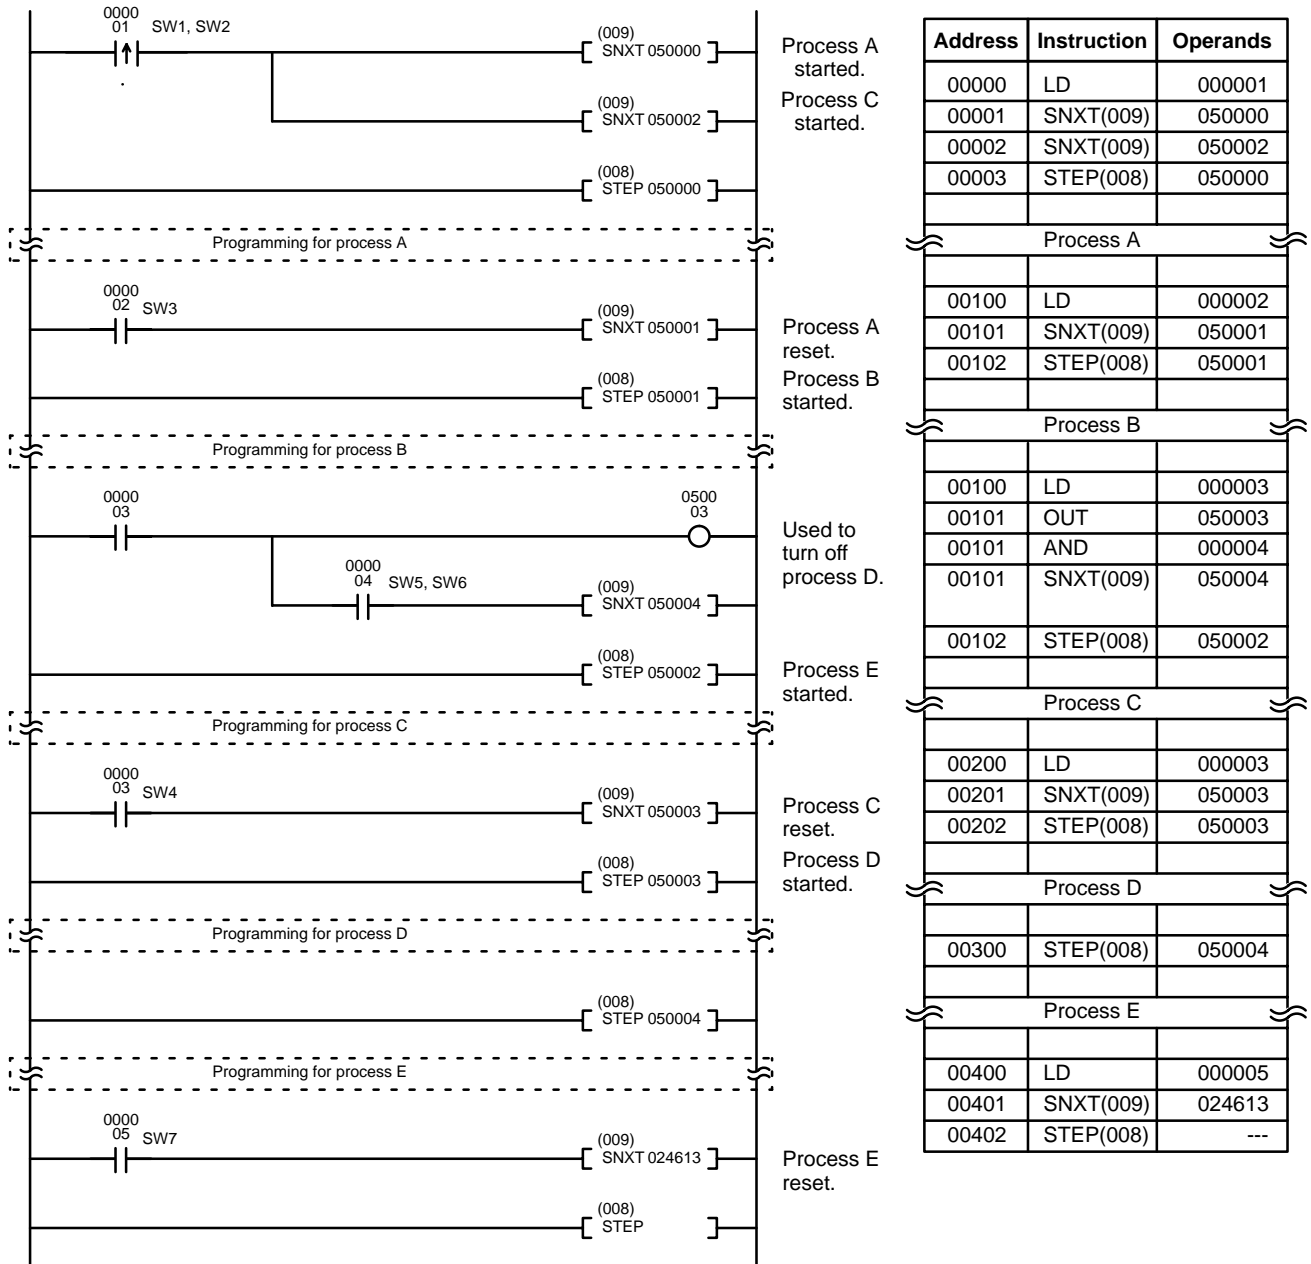 0000
01 SW1, SW2
(009)
SNXT 050000
Process A
started.
(009)
SNXT 050002
Process C
started.
(008)
STEP 050000
Programming for process A
0000
02 SW3
(009)
SNXT 050001
Process A
reset.
(008)
STEP 050001
Process B
started.
Programming for process B
0000
03
0500
03
Used to
turn off
process D.
0000
04 SW5, SW6
(009)
SNXT 050004
(008)
STEP 050002
Process E
started.
Programming for process C
0000
03 SW4
(009)
SNXT 050003
Process C
reset.
(008)
STEP 050003
Process D
started.
Programming for process D
(008)
STEP 050004
Programming for process E
0000
05 SW7
(009)
SNXT 024613
Process E
reset.
(008)
STEP
Address Instruction Operands
00000 LD 000001
00001 SNXT(009) 050000
00002 SNXT(009) 050002
00003 STEP(008) 050000
Process A
00100 LD 000002
00101 SNXT(009) 050001
00102 STEP(008) 050001
Process B
00100 LD 000003
00101 OUT 050003
00101 AND 000004
00101 SNXT(009) 050004
00102 STEP(008) 050002
Process C
00200 LD 000003
00201 SNXT(009) 050003
00202 STEP(008) 050003
Process D
00300 STEP(008) 050004
Process E
00400 LD 000005
00401 SNXT(009) 024613
00402 STEP(008) ---